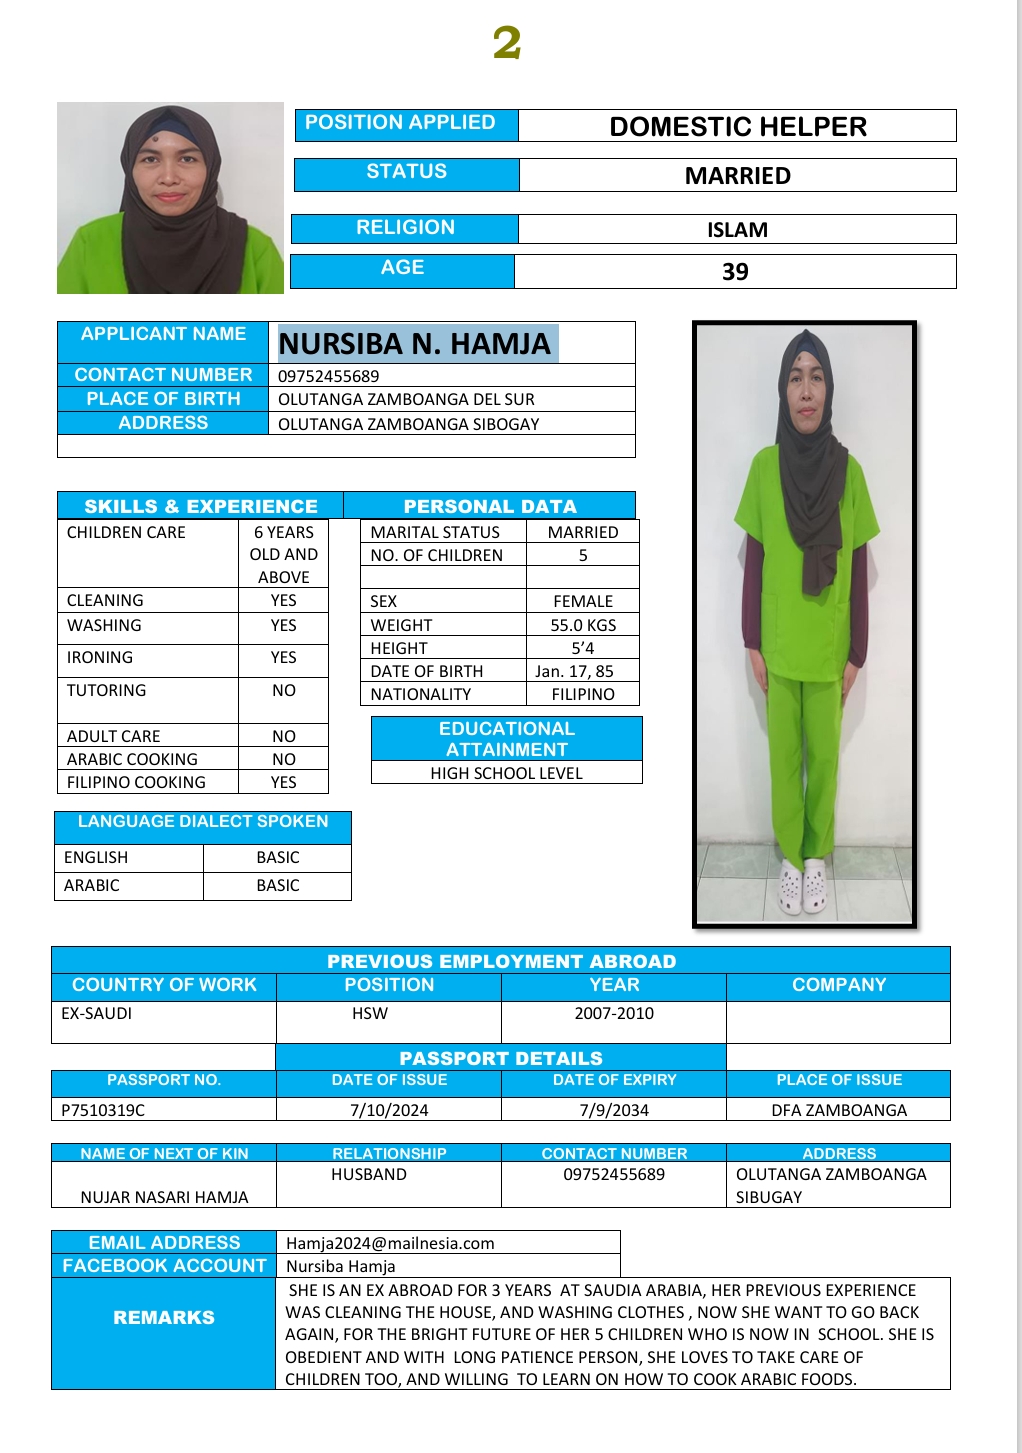 2
POSITION APPLIED DOMESTIC HELPER
STATUS MARRIED
RELIGION ISLAM
AGE 39
APPLICANT NAME NURSIBA N. HAMJA
CONTACT NUMBER 09752455689
PLACE OF BIRTH OLUTANGA ZAMBOANGA DEL SUR
ADDRESS OLUTANGA ZAMBOANGA SIBOGAY
SKILLS & EXPERIENCE
CHILDREN CARE 6 YEARS
OLD AND
ABOVE
CLEANING YES
WASHING YES
IRONING YES
TUTORING NO
ADULT CARE NO
ARABIC COOKING NO
FILIPINO COOKING YES
PERSONAL DATA
MARITAL STATUS MARRIED
NO. OF CHILDREN 5
SEX FEMALE
WEIGHT 55.0 KGS
HEIGHT 5’4
DATE OF BIRTH Jan. 17, 85
NATIONALITY FILIPINO
EDUCATIONAL
ATTAINMENT
HIGH SCHOOL LEVEL
LANGUAGE DIALECT SPOKEN
ENGLISH BASIC
ARABIC BASIC
PREVIOUS EMPLOYMENT ABROAD
COUNTRY OF WORK POSITION YEAR COMPANY
EX-SAUDI HSW 2007-2010
PASSPORT DETAILS
PASSPORT NO. DATE OF ISSUE DATE OF EXPIRY PLACE OF ISSUE
P7510319C 7/10/2024 7/9/2034 DFA ZAMBOANGA
NAME OF NEXT OF KIN RELATIONSHIP CONTACT NUMBER ADDRESS
NUJAR NASARI HAMJA HUSBAND 09752455689 OLUTANGA ZAMBOANGA
SIBUGAY
EMAIL ADDRESS Hamja2024@mailnesia.com
FACEBOOK ACCOUNT Nursiba Hamja
REMARKS
SHE IS AN EX ABROAD FOR 3 YEARS AT SAUDIA ARABIA, HER PREVIOUS EXPERIENCE
WAS CLEANING THE HOUSE, AND WASHING CLOTHES , NOW SHE WANT TO GO BACK
AGAIN, FOR THE BRIGHT FUTURE OF HER 5 CHILDREN WHO IS NOW IN SCHOOL. SHE IS
OBEDIENT AND WITH LONG PATIENCE PERSON, SHE LOVES TO TAKE CARE OF
CHILDREN TOO, AND WILLING TO LEARN ON HOW TO COOK ARABIC FOODS.